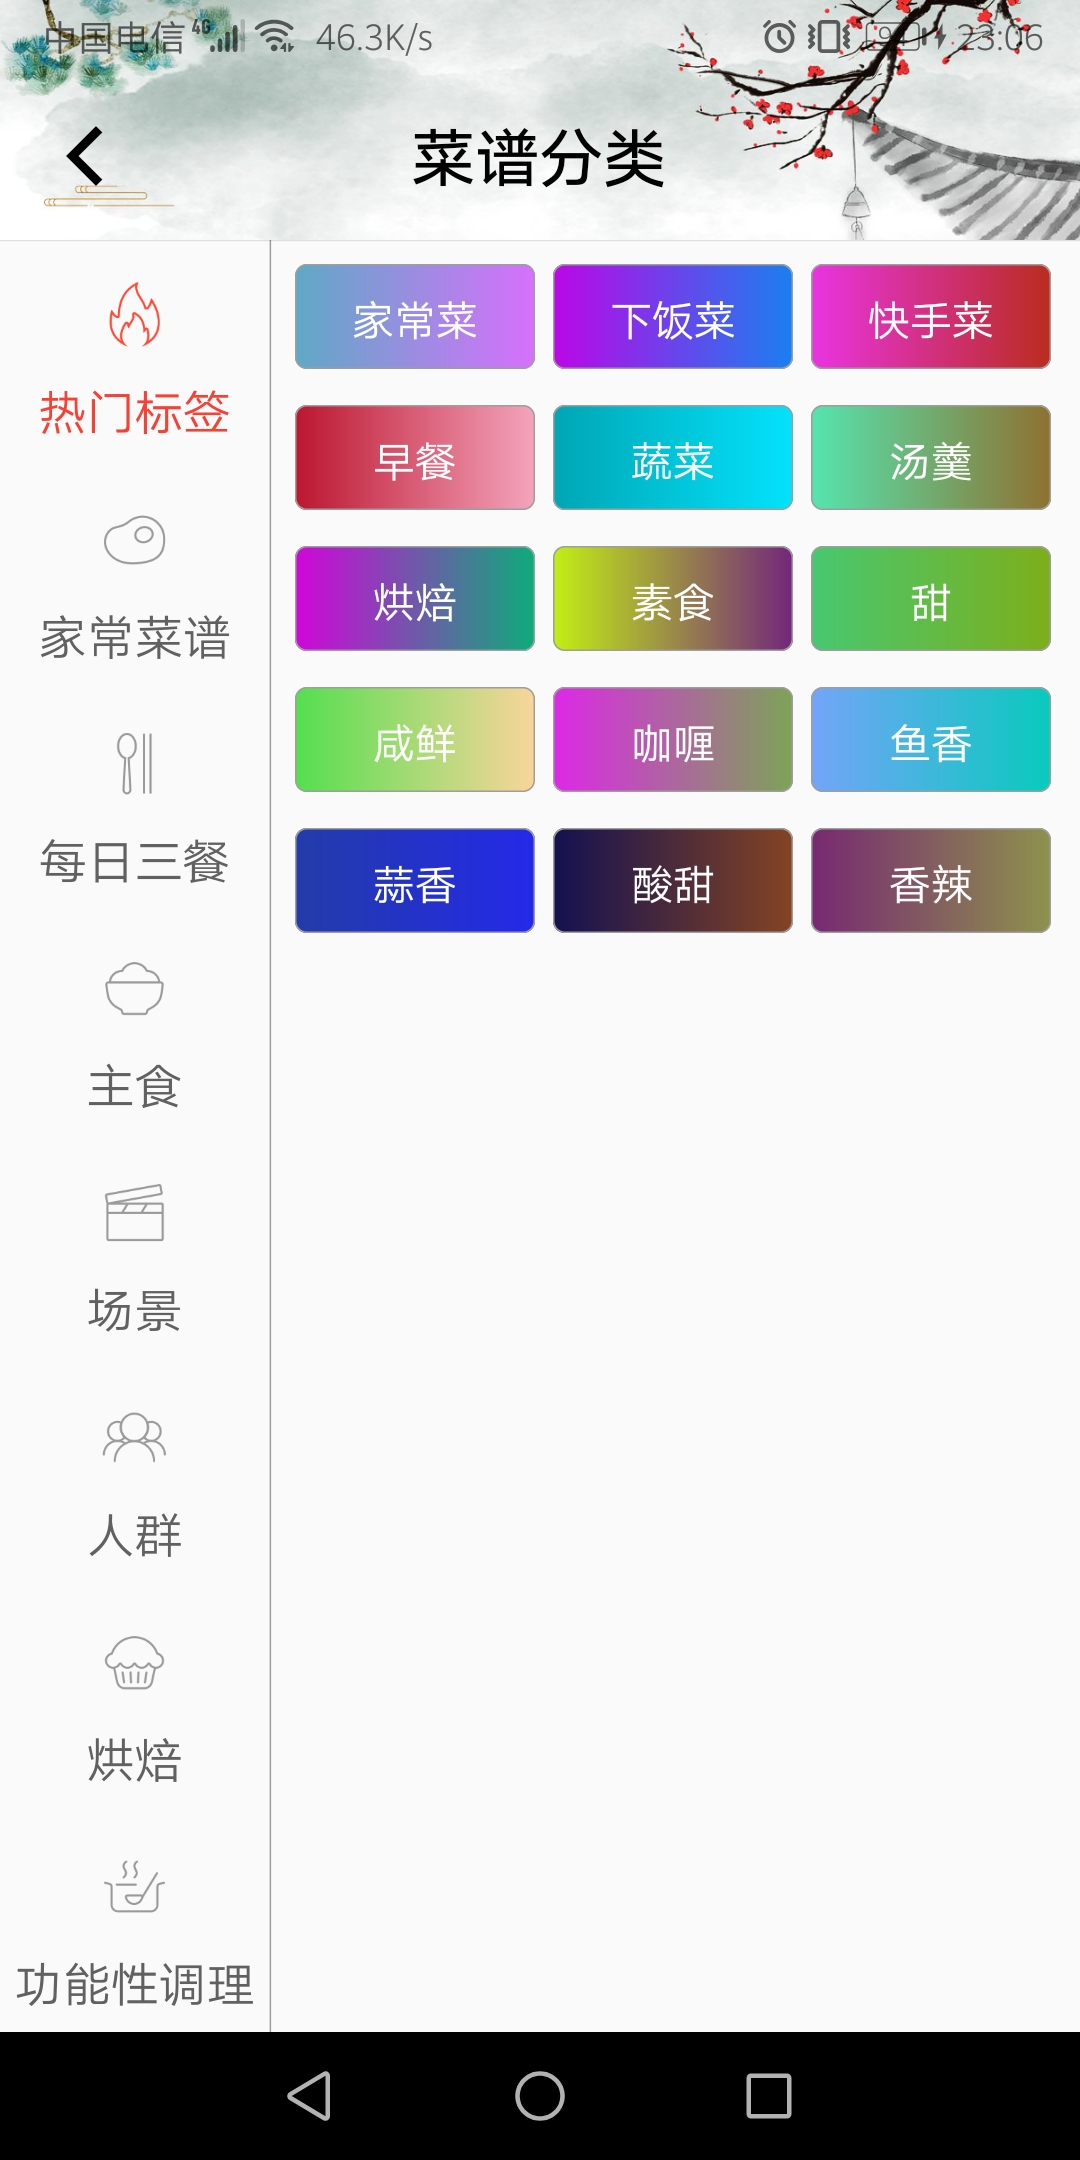 中国电信 4G 46.3K/s 23:06
菜谱分类
热门标签
家常菜谱
每日三餐
主食
场景
人群
烘焙
功能性调理
家常菜 下饭菜 快手菜
早餐 蔬菜 汤羹
烘焙 素食 甜
咸鲜 咖喱 鱼香
蒜香 酸甜 香辣